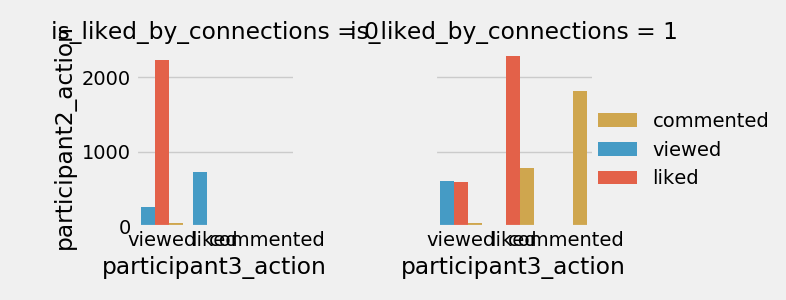 is_liked_by_connections = 0
is_liked_by_connections = 1
participant2_action
2000
1000
0
viewed
liked
commented
participant3_action
viewed
liked
commented
participant3_action
commented
viewed
liked